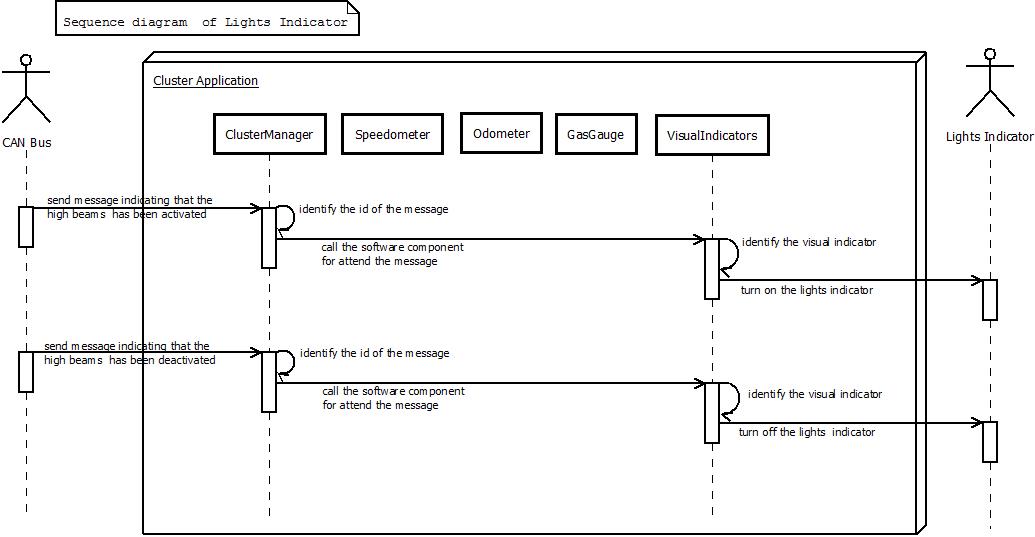 Sequence diagram  of Lights Indicator
Cluster Application
CAN Bus
ClusterManager
Speedometer
Odometer
GasGauge
VisualIndicators
Lights Indicator
send message indicating that the
high beams  has been activated
identify the id of the message
call the software component
for attend the message
identify the visual indicator
turn on the lights indicator
send message indicating that the
high beams  has been deactivated
identify the id of the message
call the software component
for attend the message
identify the visual indicator
turn off the lights  indicator